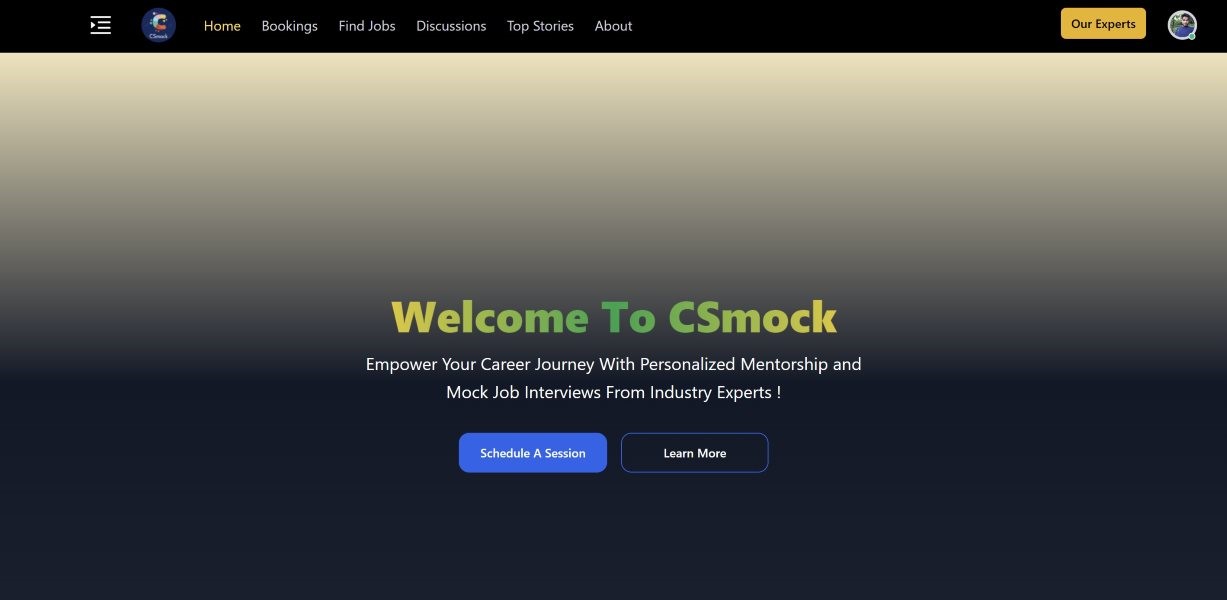 CSmock
Home Bookings Find Jobs Discussions Top Stories About
Our Experts
Welcome To CSmock
Empower Your Career Journey With Personalized Mentorship and
Mock Job Interviews From Industry Experts !
Schedule A Session
Learn More